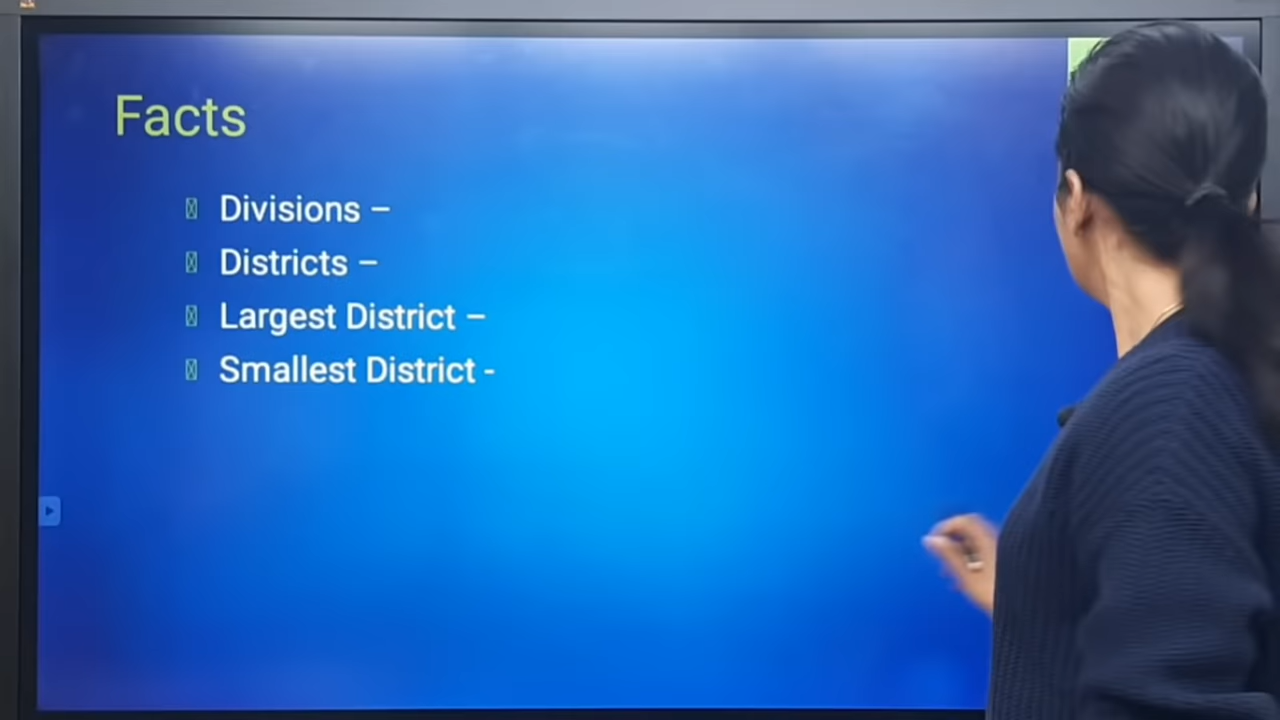 Facts
Divisions –
Districts –
Largest District –
Smallest District -